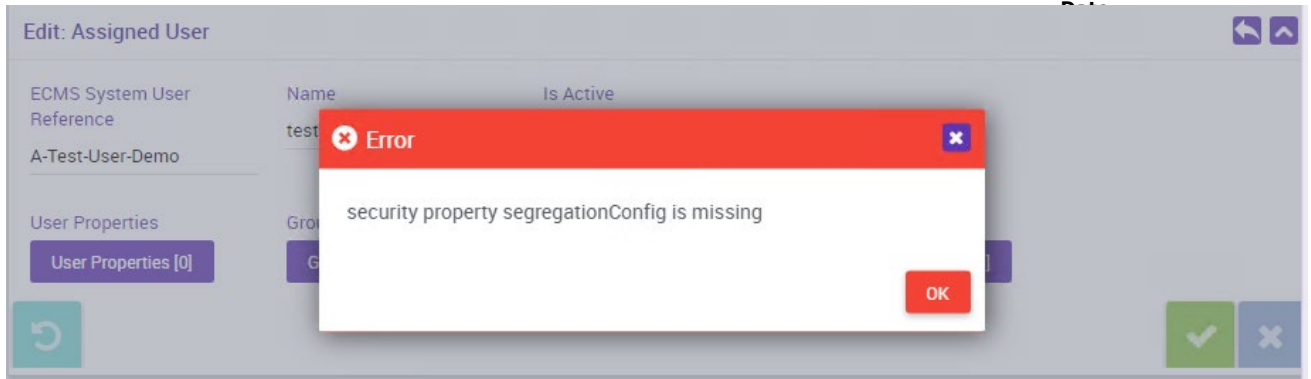 Edit: Assigned User
ECMS System User
Reference
A-Test-User-Demo
Name
test
Is Active
Error
security property segregationConfig is missing
OK
User Properties
User Properties [0]